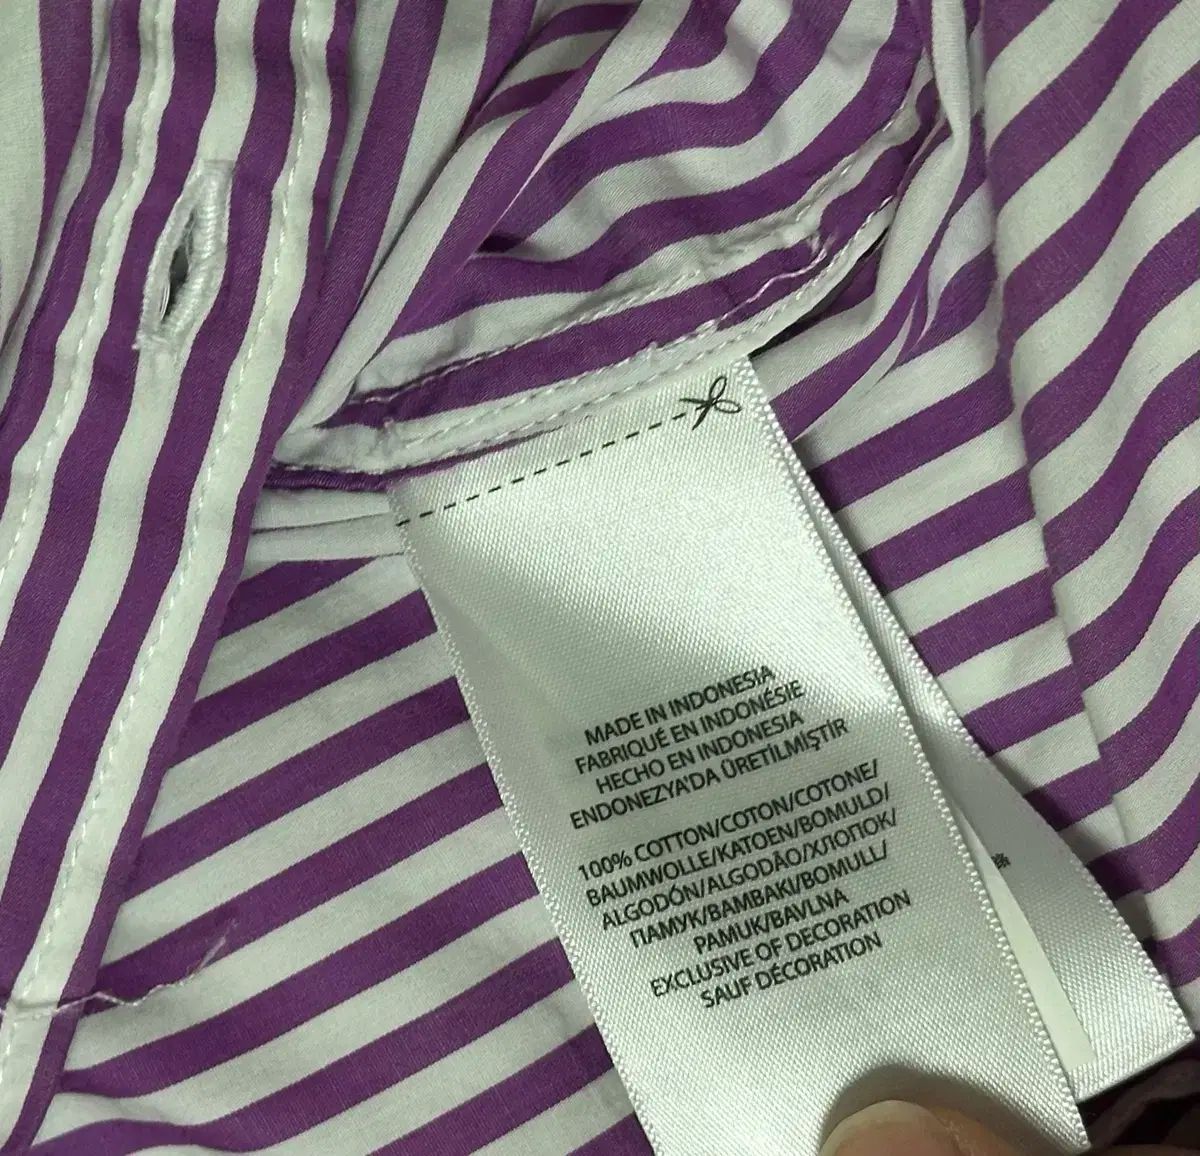 MADE IN INDONESIA
FABRIQUÉ EN INDONÉSIE
HECHO EN INDONESIA
ENDONEZYA'DA ÜRETİLMİŞTİR
100% COTTON/COTON/COTONE/
BAUMWOLLE/KATOEN/BOMULD/
ALGODÓN/ALGODÃO/ХЛОПОК/
ПАМУК/ΒΑΜΒΑΚΙ/BOMULL/
PAMUK/BAVLNA
EXCLUSIVE OF DECORATION
SAUF DÉCORATION